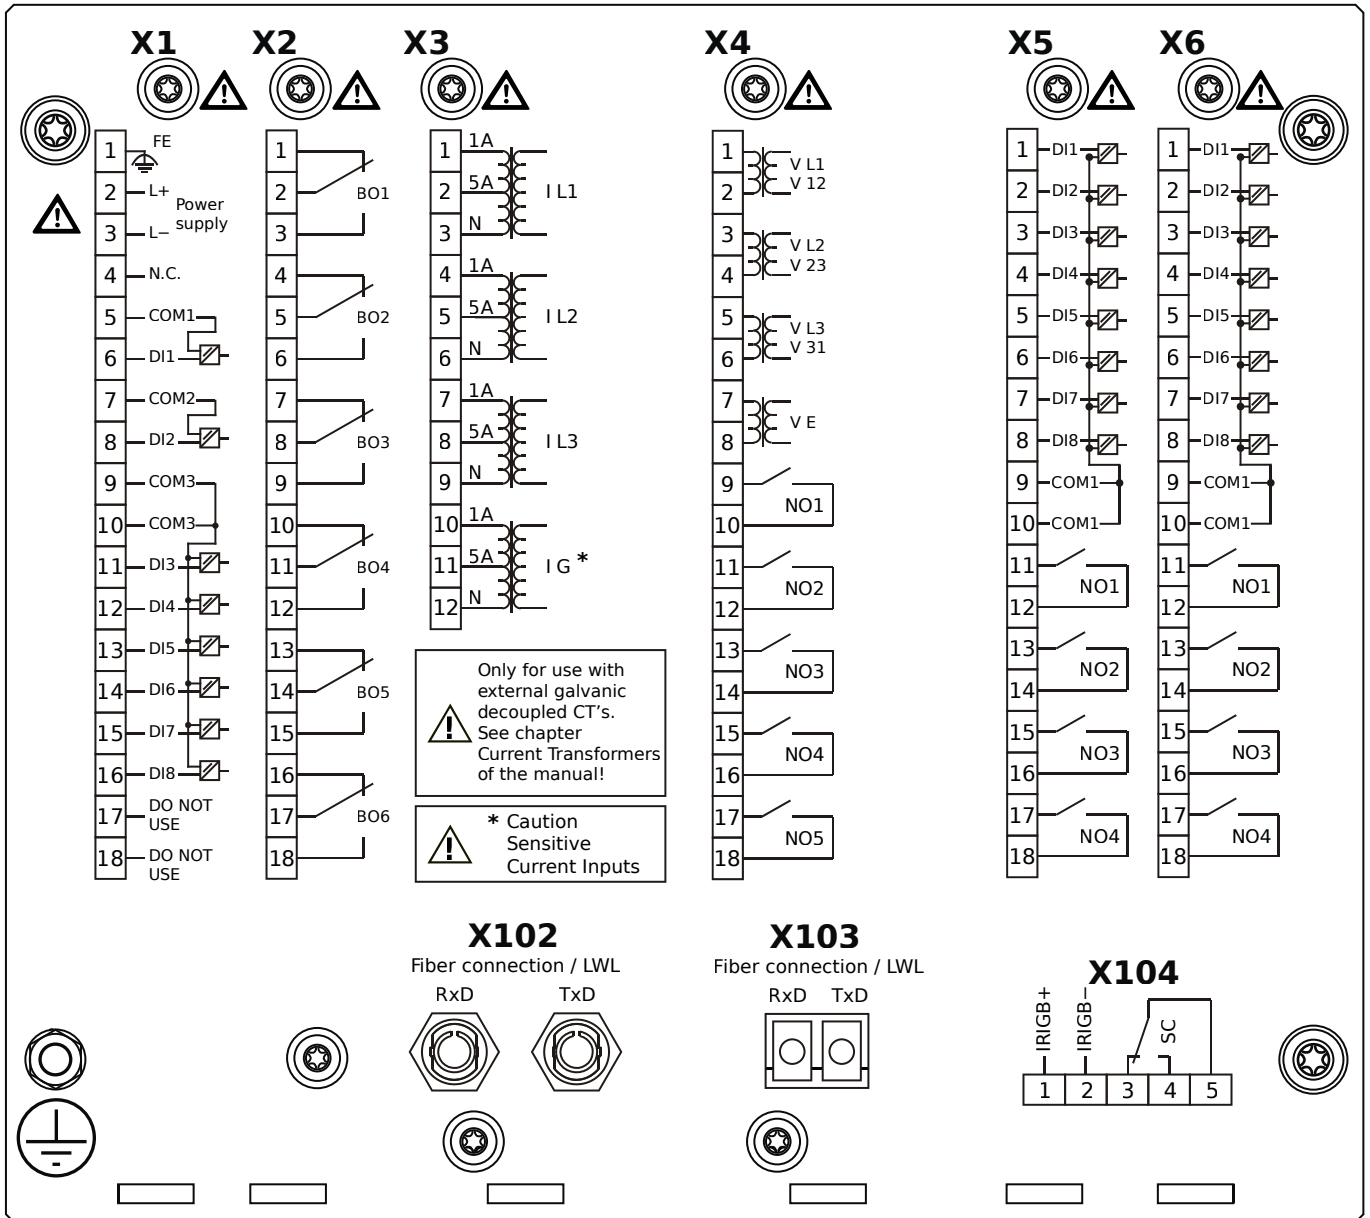 X1 X2 X3 X4 X5 X6
1 FE
2 L+
Power
supply
3 L−
4 N.C.
5 COM1
6 DI1
7 COM2
8 DI2
9 COM3
10 COM3
11 DI3
12 DI4
13 DI5
14 DI6
15 DI7
16 DI8
17 DO NOT
USE
18 DO NOT
USE
1
2 BO1
3
4
5 BO2
6
7
8 BO3
9
10
11 BO4
12
13
14 BO5
15
16
17 BO6
18
1 1A
2 5A I L1
3 N
4 1A
5 5A I L2
6 N
7 1A
8 5A I L3
9 N
10 1A
11 5A I G *
12 N
Only for use with
external galvanic
decoupled CT's.
See chapter
Current Transformers
of the manual!
* Caution
Sensitive
Current Inputs
1 V L1
2 V 12
3 V L2
4 V 23
5 V L3
6 V 31
7
V E
8
9
NO1
10
11
NO2
12
13
NO3
14
15
NO4
16
17
NO5
18
1 DI1
2 DI2
3 DI3
4 DI4
5 DI5
6 DI6
7 DI7
8 DI8
9 COM1
10 COM1
11
NO1
12
13
NO2
14
15
NO3
16
17
NO4
18
1 DI1
2 DI2
3 DI3
4 DI4
5 DI5
6 DI6
7 DI7
8 DI8
9 COM1
10 COM1
11
NO1
12
13
NO2
14
15
NO3
16
17
NO4
18
X102
Fiber connection / LWL
RxD TxD
X103
Fiber connection / LWL
RxD TxD
X104
IRIGB+
IRIGB−
SC
1 2 3 4 5